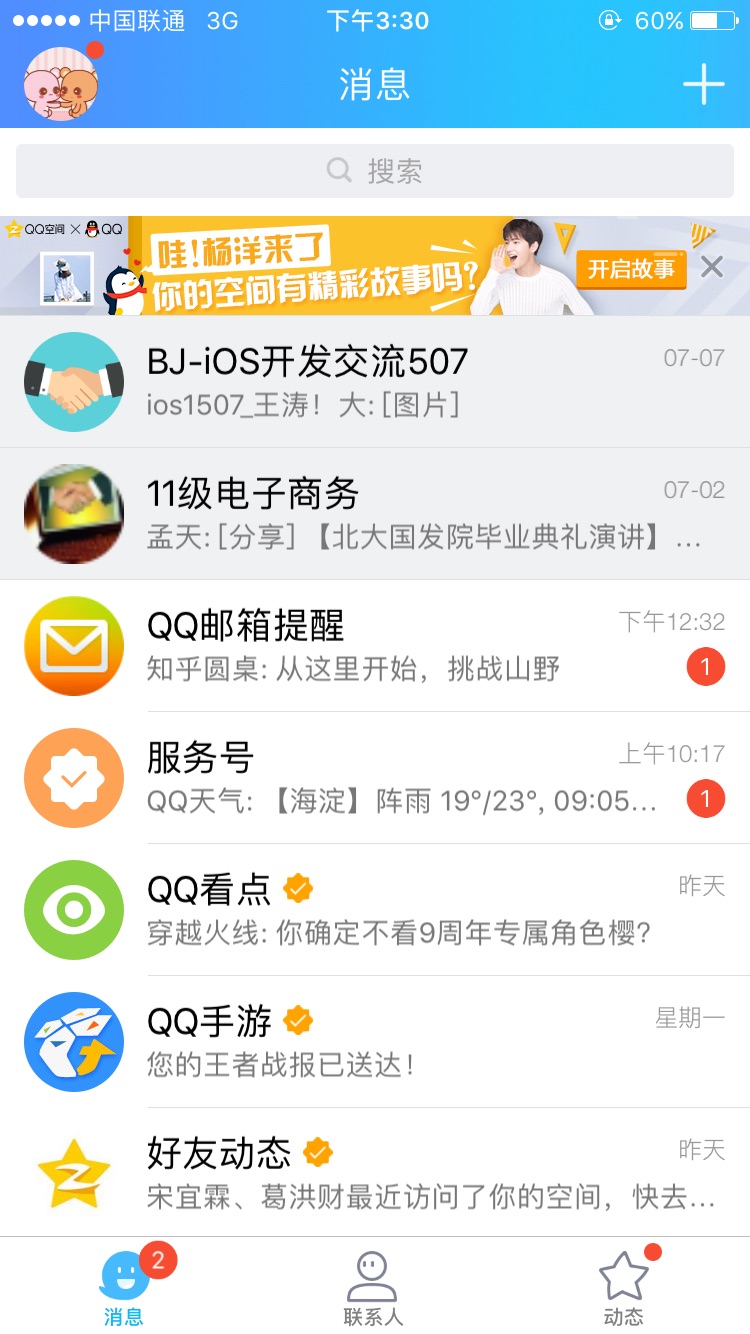 中国联通 3G 下午3:30 60%
消息
搜索
QQ空间 × QQ
哇!杨洋来了
你的空间有精彩故事吗?
开启故事
BJ-iOS开发交流507 07-07
ios1507_王涛！大: [图片]
11级电子商务 07-02
孟天: [分享] 【北大国发院毕业典礼演讲】 ...
QQ邮箱提醒 下午12:32
知乎圆桌: 从这里开始，挑战山野 1
服务号 上午10:17
QQ天气: 【海淀】阵雨 19°/23°, 09:05... 1
QQ看点 昨天
穿越火线: 你确定不看9周年专属角色樱?
QQ手游 星期一
您的王者战报已送达！
好友动态 昨天
宋宜霖、葛洪财最近访问了你的空间，快去...
2
消息 联系人 动态